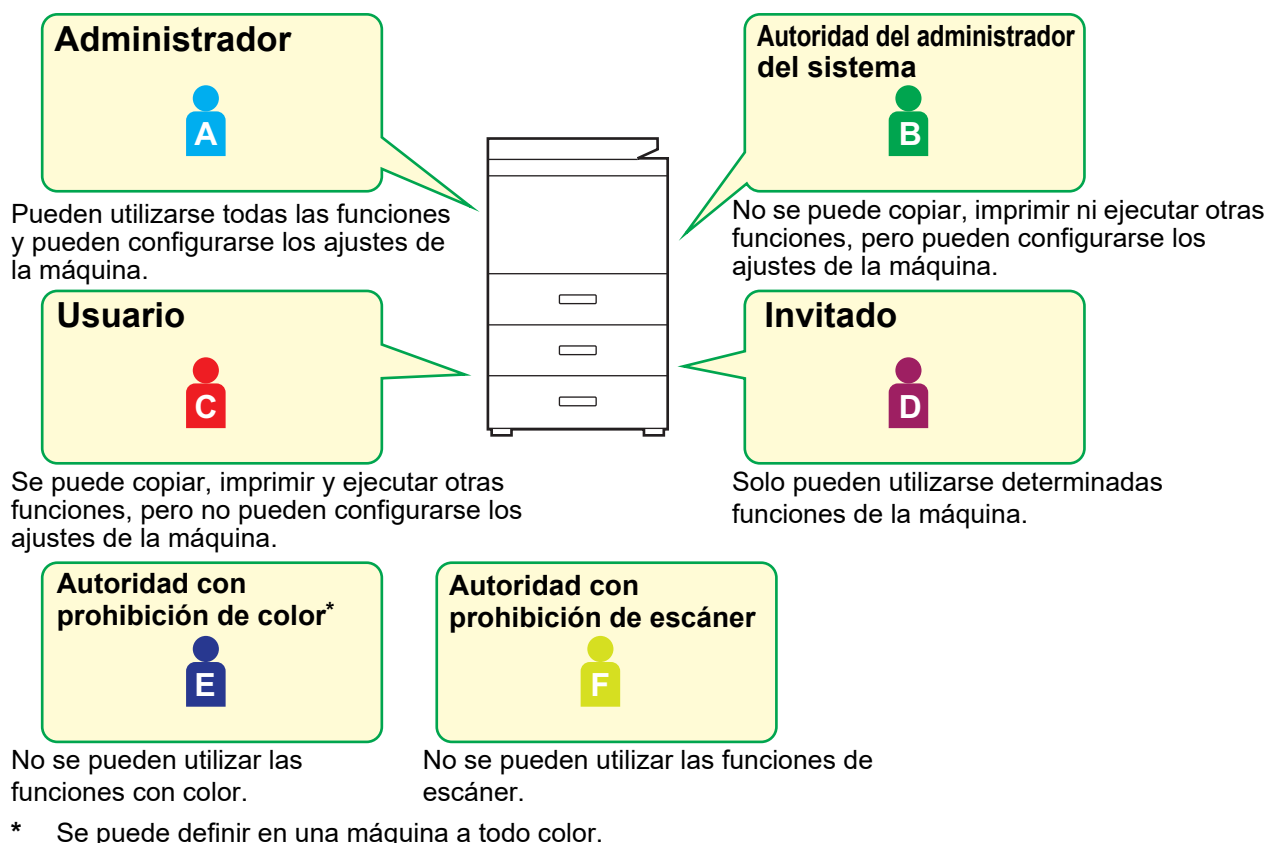 Administrador
A
Autoridad del administrador
del sistema
B
Pueden utilizarse todas las funciones
y pueden configurarse los ajustes de
la máquina.
No se puede copiar, imprimir ni ejecutar otras
funciones, pero pueden configurarse los
ajustes de la máquina.
Usuario
C
Invitado
D
Se puede copiar, imprimir y ejecutar otras
funciones, pero no pueden configurarse los
ajustes de la máquina.
Solo pueden utilizarse determinadas
funciones de la máquina.
Autoridad con
prohibición de color*
E
Autoridad con
prohibición de escáner
F
No se pueden utilizar las
funciones con color.
No se pueden utilizar las funciones de
escáner.
* Se puede definir en una máquina a todo color.